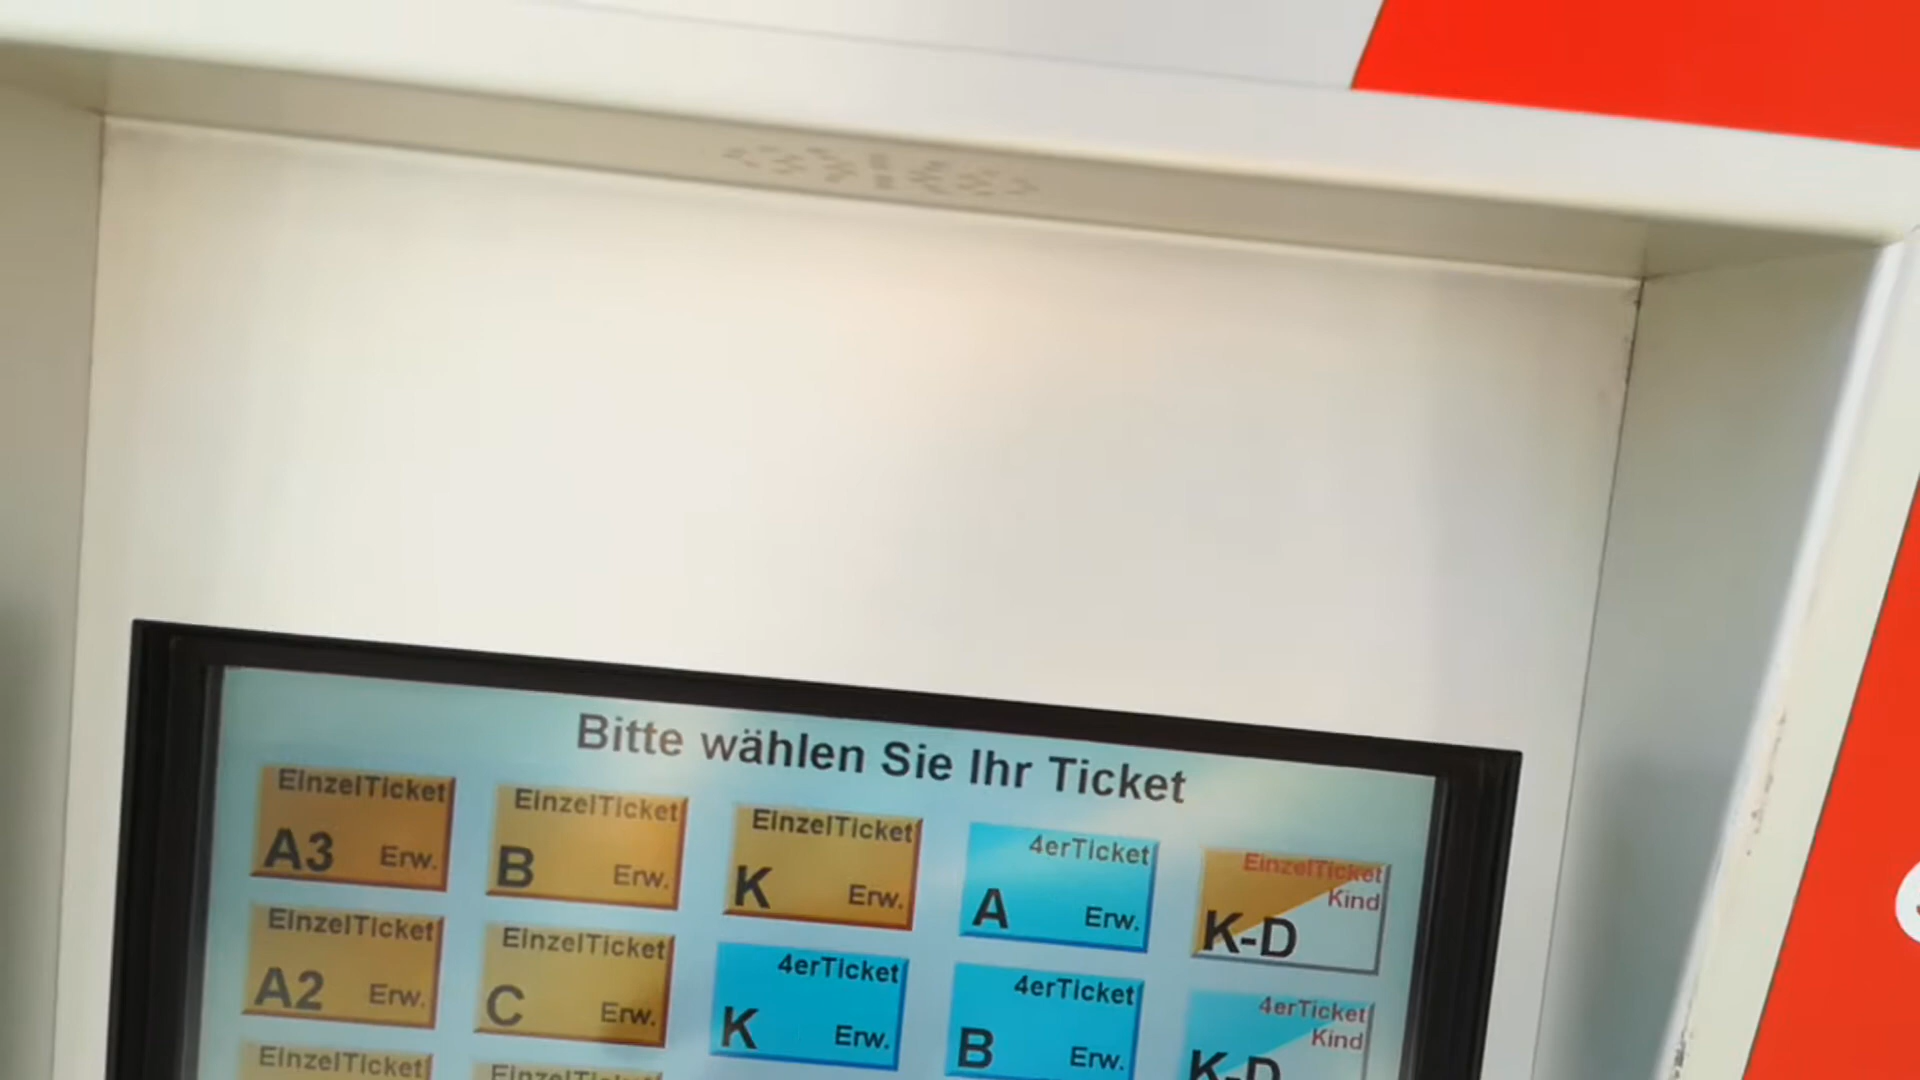 Bitte wählen Sie Ihr Ticket
EinzelTicket
A3 Erw.
EinzelTicket
B Erw.
EinzelTicket
K Erw.
4erTicket
A Erw.
EinzelTicket
Kind
K-D
EinzelTicket
A2 Erw.
EinzelTicket
C Erw.
4erTicket
K Erw.
4erTicket
B Erw.
4erTicket
Kind
K-D
EinzelTicket
EinzelTicket